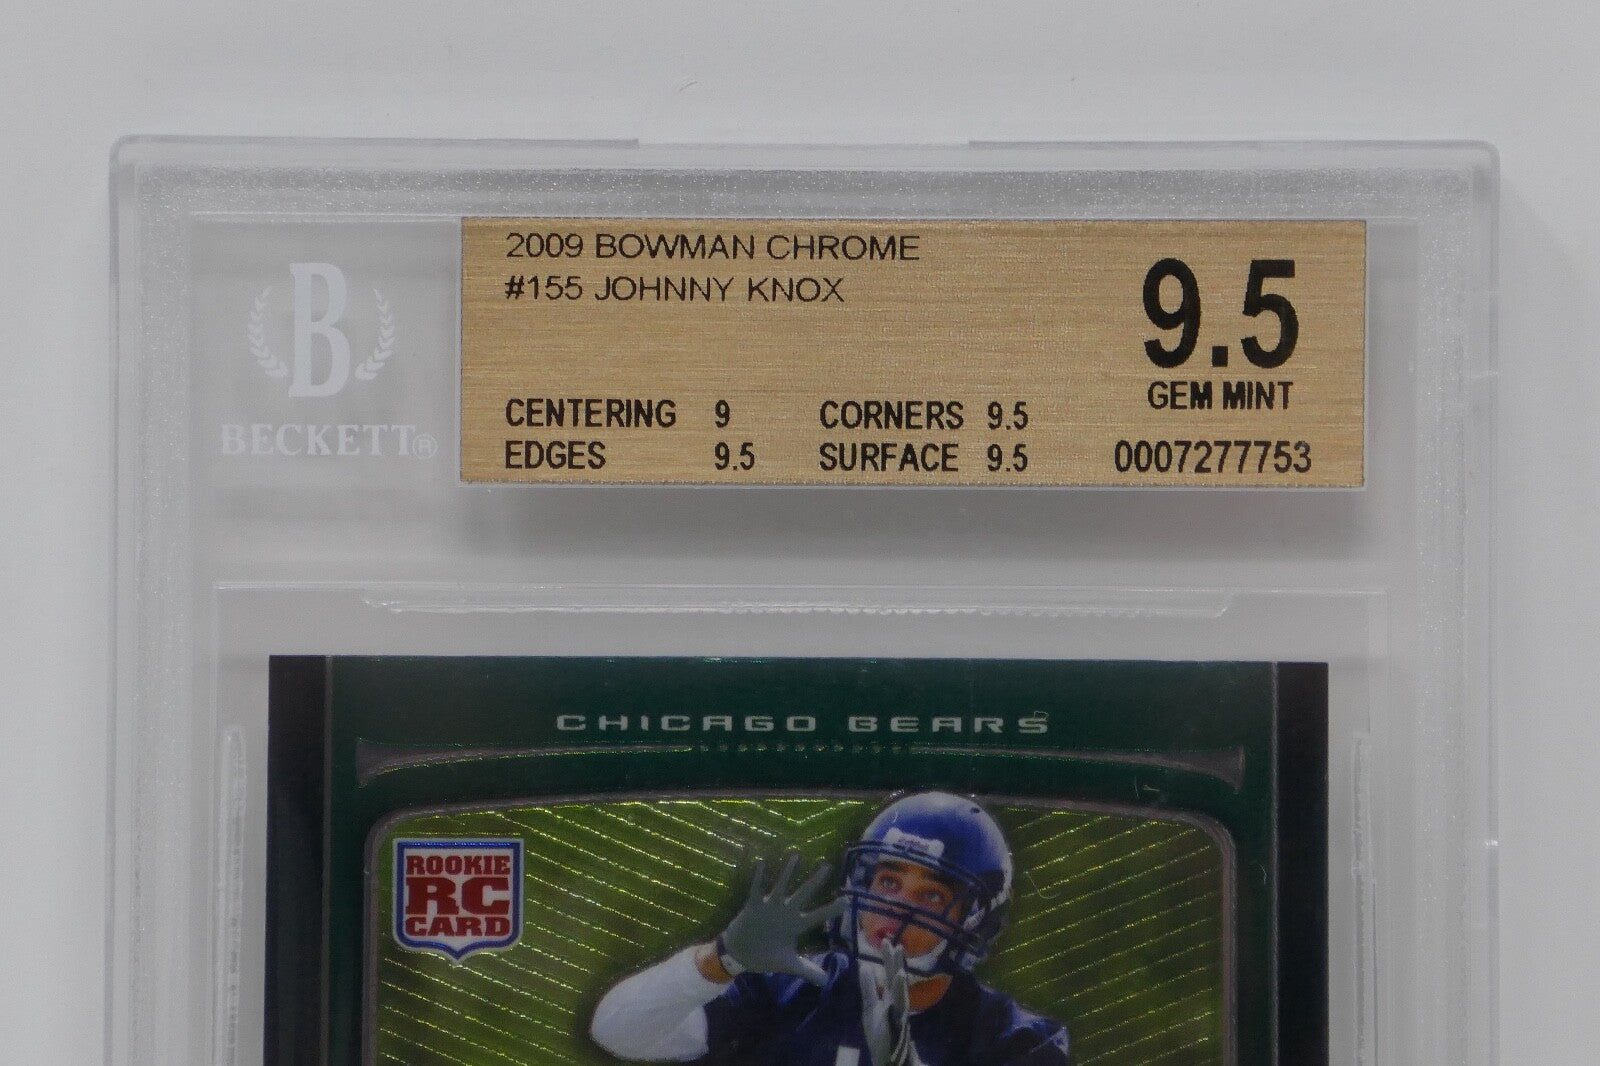 2009 BOWMAN CHROME
#155 JOHNNY KNOX
9.5
GEM MINT
CENTERING 9 CORNERS 9.5
EDGES 9.5 SURFACE 9.5 0007277753
B
BECKETT®
CHICAGO BEARS
ROOKIE
RC
CARD